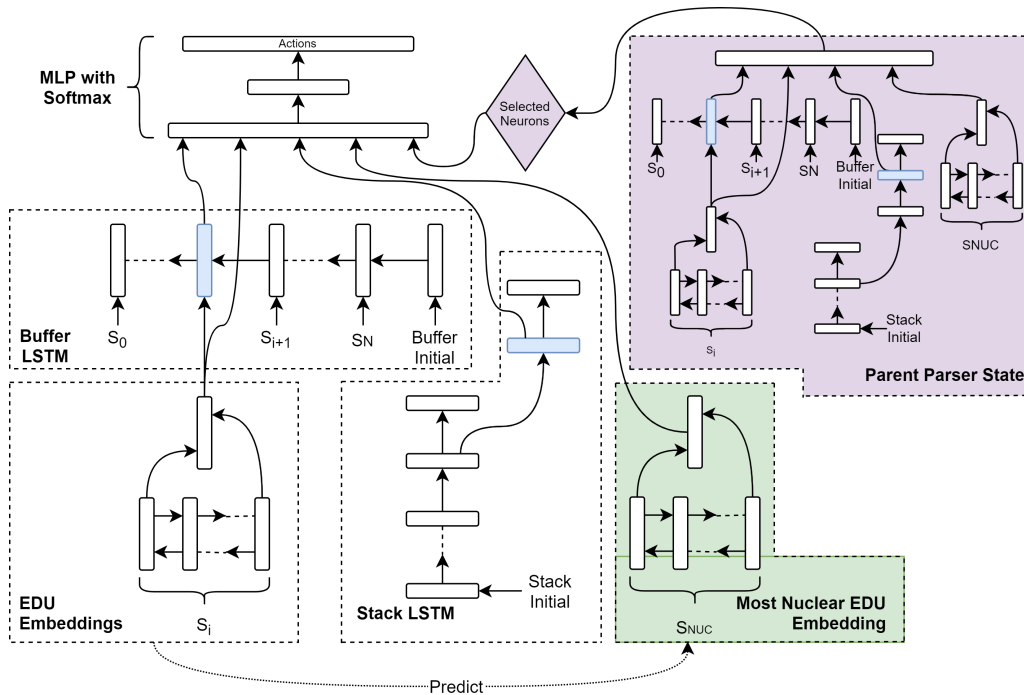 Actions
MLP with
Softmax
Selected
Neurons
S0
Si+1
SN
Buffer
Initial
SNUC
Si
Stack
Initial
Parent Parser State
S0
Si+1
SN
Buffer
Initial
Buffer
LSTM
Stack
Initial
Stack LSTM
EDU
Embeddings
Si
SNUC
Most Nuclear EDU
Embedding
Predict